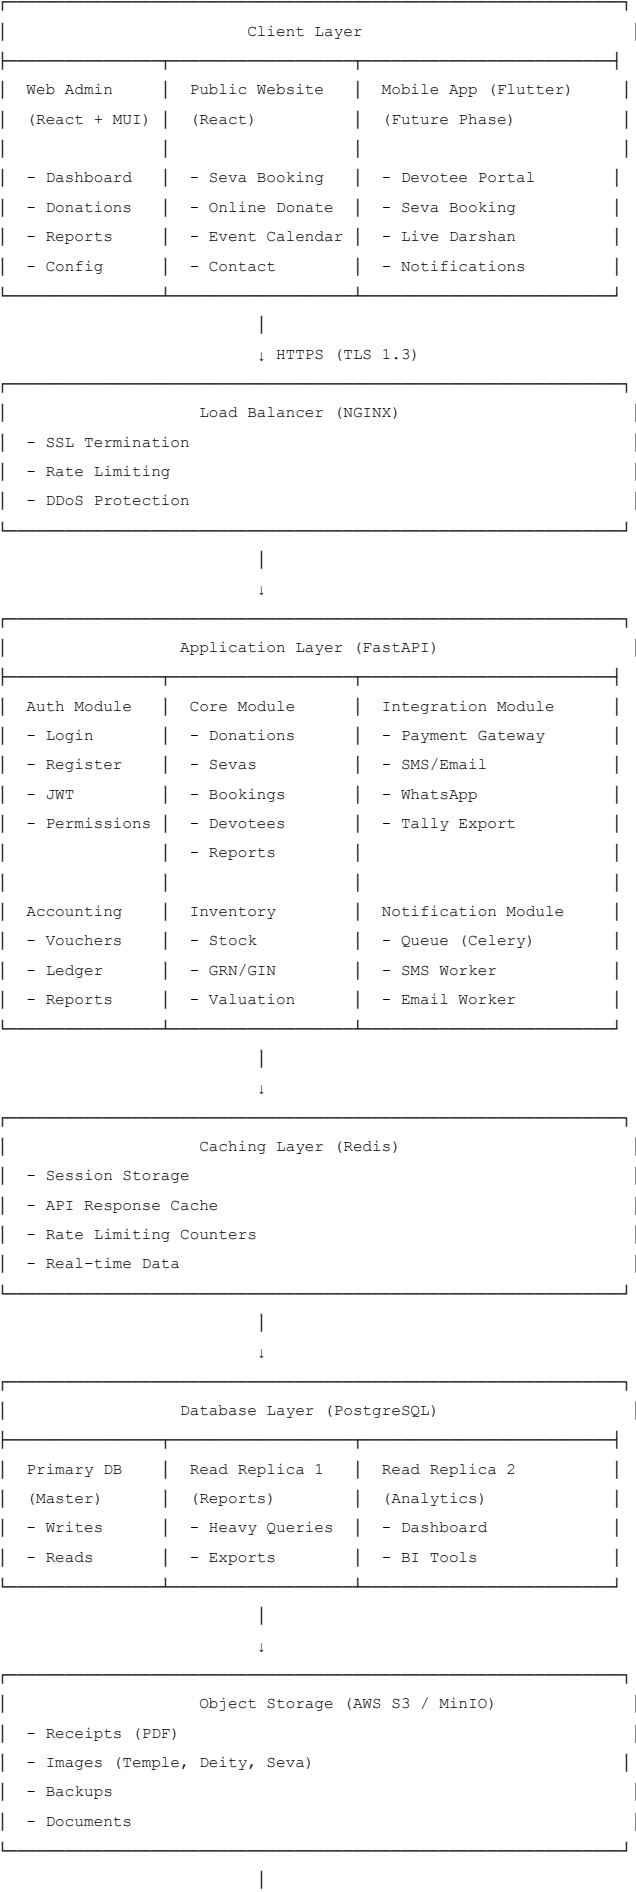 Client Layer
Web Admin Public Website Mobile App (Flutter)
(React + MUI) (React) (Future Phase)
- Dashboard - Seva Booking - Devotee Portal
- Donations - Online Donate - Seva Booking
- Reports - Event Calendar - Live Darshan
- Config - Contact - Notifications
↓ HTTPS (TLS 1.3)
Load Balancer (NGINX)
- SSL Termination
- Rate Limiting
- DDoS Protection
↓
Application Layer (FastAPI)
Auth Module Core Module Integration Module
- Login - Donations - Payment Gateway
- Register - Sevas - SMS/Email
- JWT - Bookings - WhatsApp
- Permissions - Devotees - Tally Export
- Reports
Accounting Inventory Notification Module
- Vouchers - Stock - Queue (Celery)
- Ledger - GRN/GIN - SMS Worker
- Reports - Valuation - Email Worker
↓
Caching Layer (Redis)
- Session Storage
- API Response Cache
- Rate Limiting Counters
- Real-time Data
↓
Database Layer (PostgreSQL)
Primary DB Read Replica 1 Read Replica 2
(Master) (Reports) (Analytics)
- Writes - Heavy Queries - Dashboard
- Reads - Exports - BI Tools
↓
Object Storage (AWS S3 / MinIO)
- Receipts (PDF)
- Images (Temple, Deity, Seva)
- Backups
- Documents